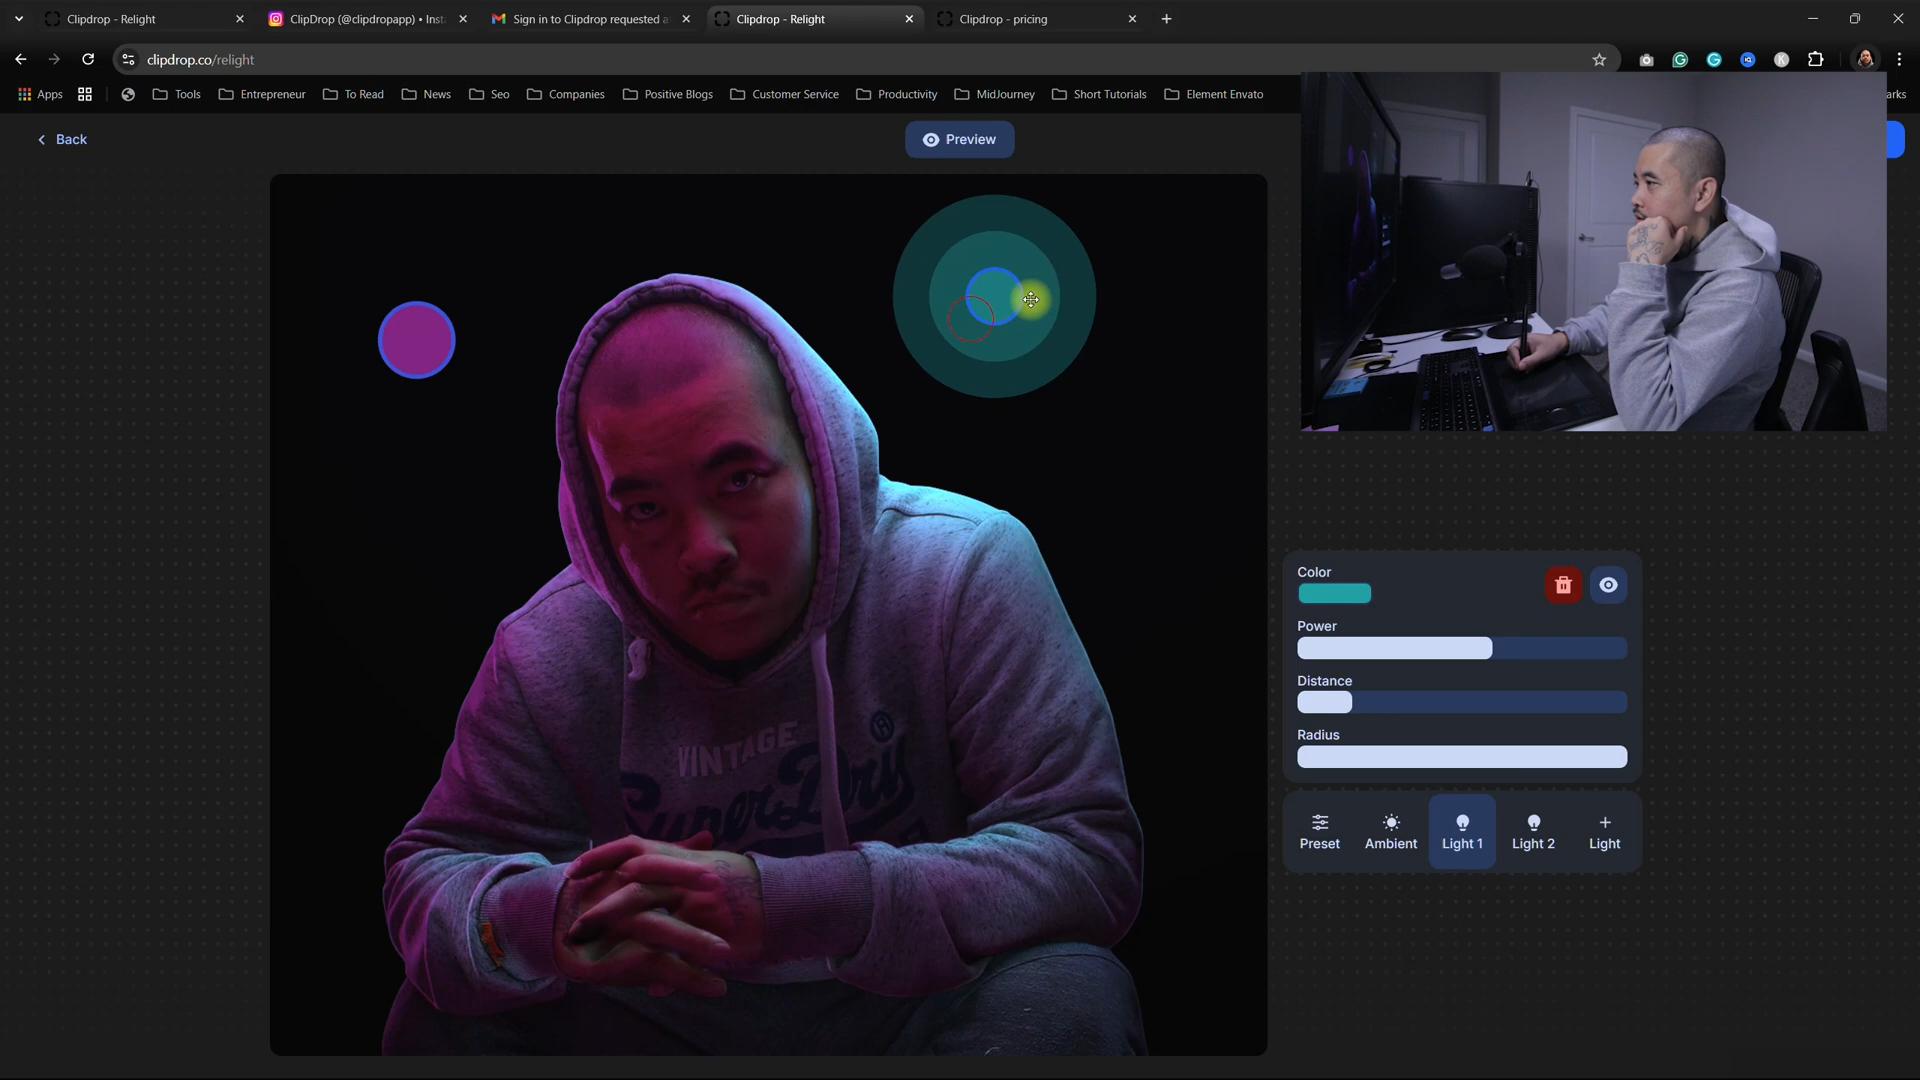 Clipdrop - Relight
ClipDrop (@clipdropapp) • Inst
Sign in to Clipdrop requested a
Clipdrop - Relight
Clipdrop - pricing
clipdrop.co/relight
Apps
Tools
Entrepreneur
To Read
News
Seo
Companies
Positive Blogs
Customer Service
Productivity
MidJourney
Short Tutorials
Element Envato
arks
Back
Preview
VINTAGE
SuperDry
Color
Power
Distance
Radius
Preset
Ambient
Light 1
Light 2
Light